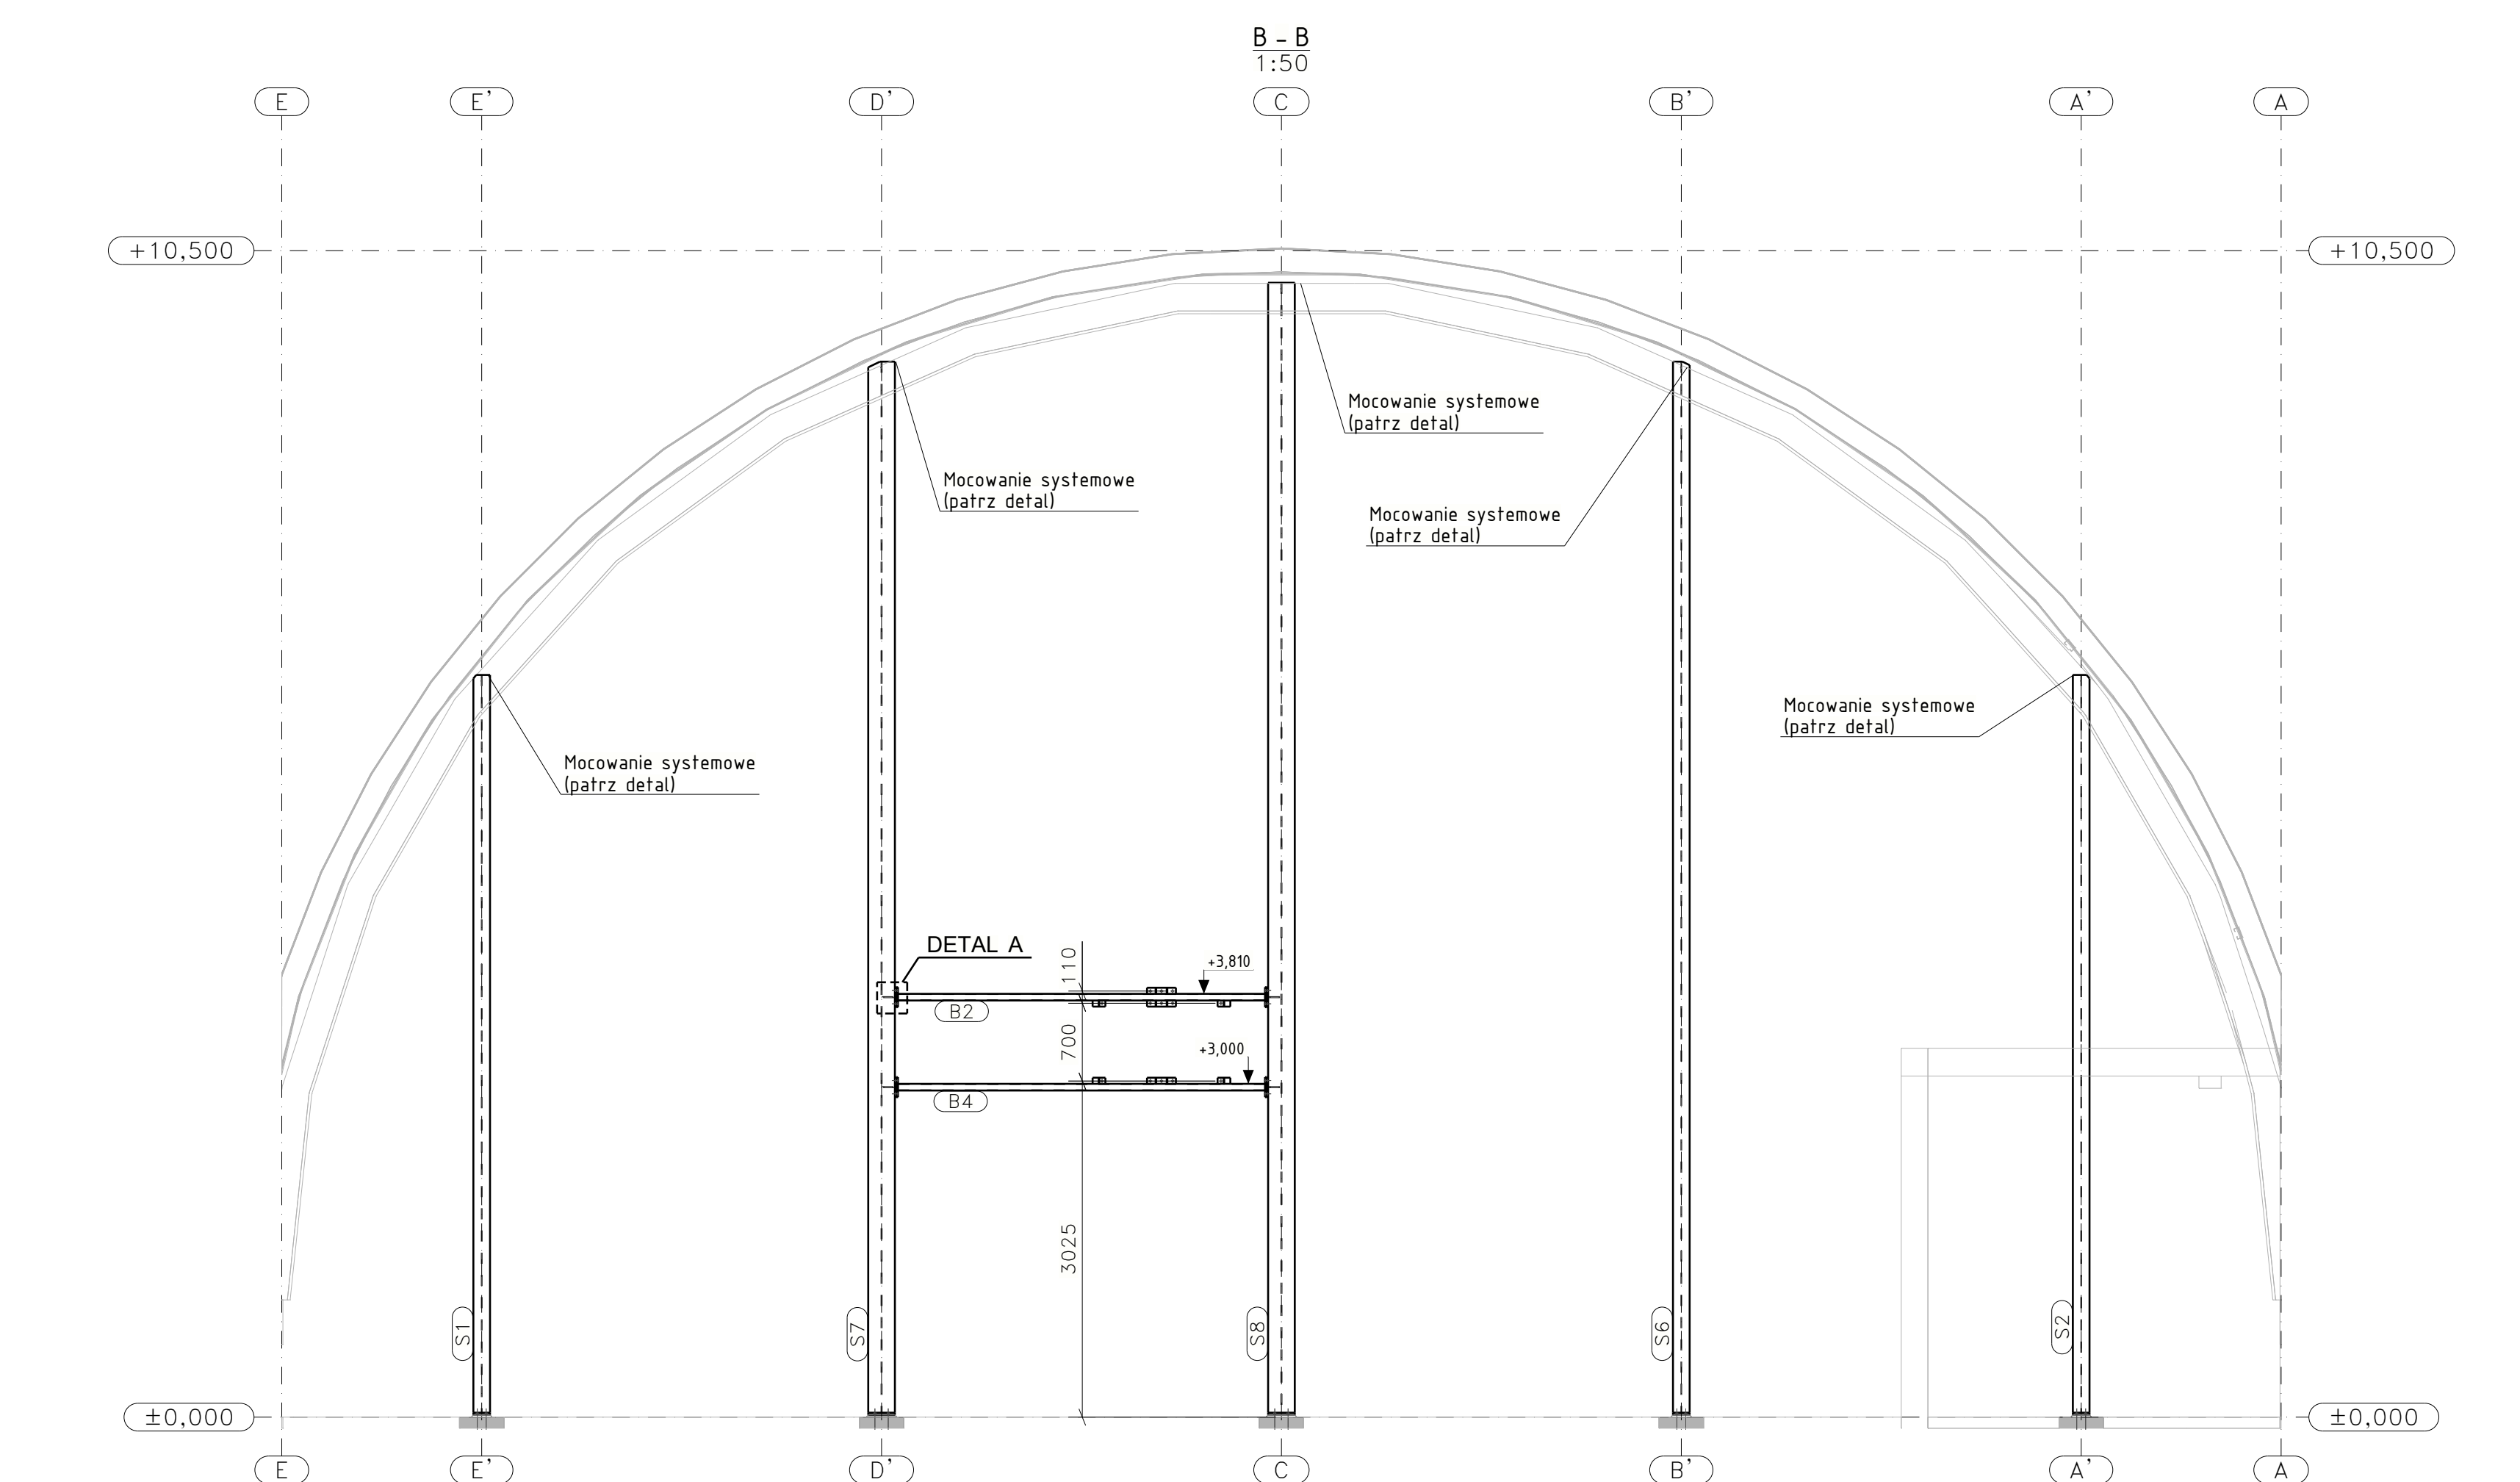 B - B
1:50
E
E'
D'
C
B'
A'
A
+10,500
+10,500
Mocowanie systemowe
(patrz detal)
Mocowanie systemowe
(patrz detal)
Mocowanie systemowe
(patrz detal)
Mocowanie systemowe
(patrz detal)
Mocowanie systemowe
(patrz detal)
DETAL A
110
+3,810
B2
700
+3,000
B4
3025
S1
S7
S8
S6
S2
±0,000
±0,000
E
E'
D'
C
B'
A'
A